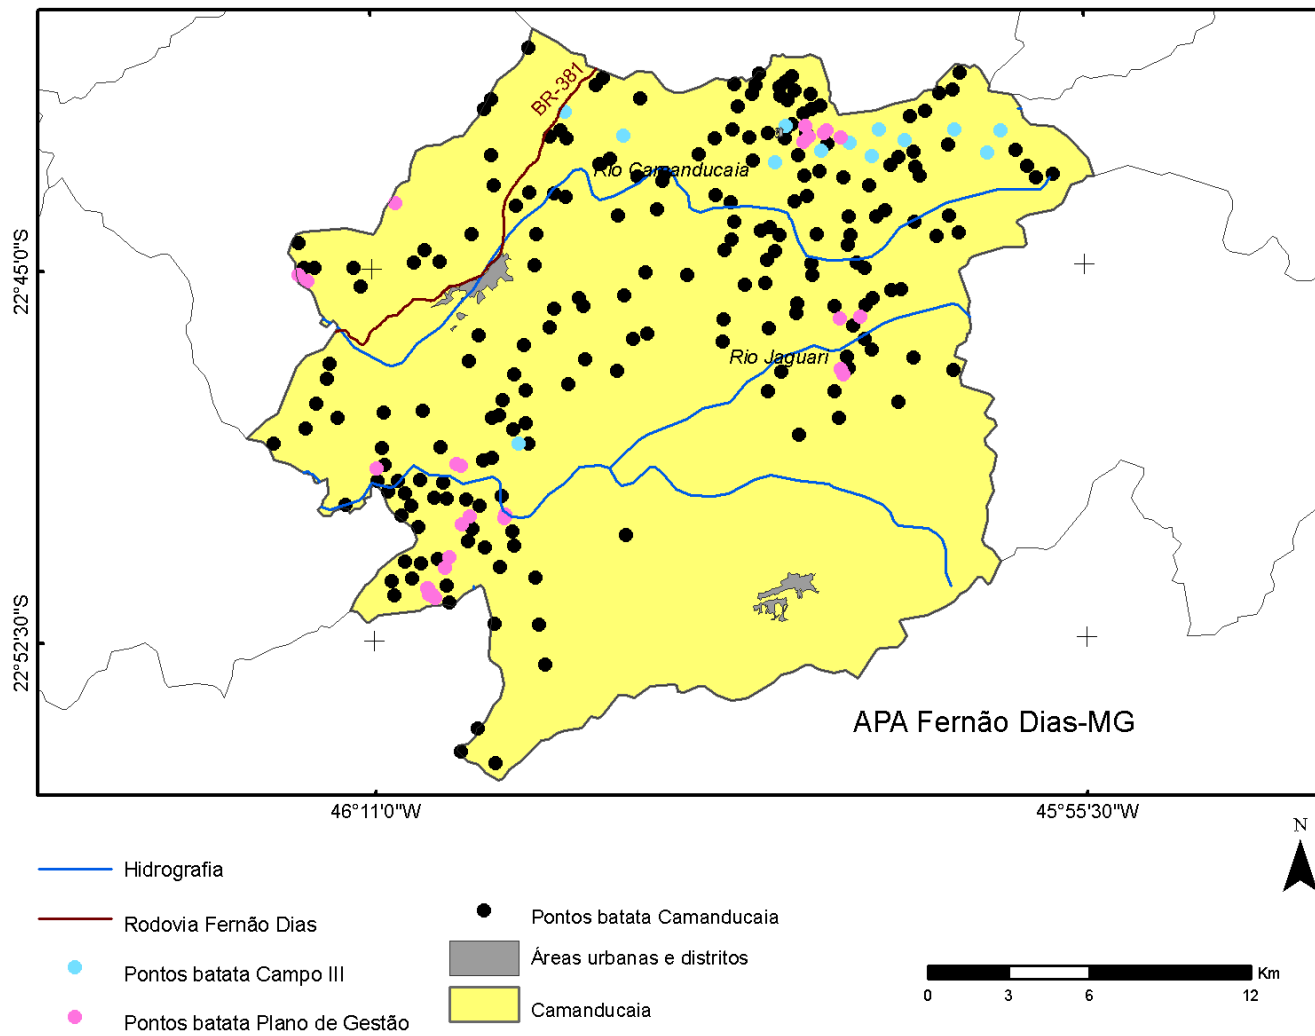 BR-381
Rio Camanducaia
22°45'0"S
Rio Jaguari
22°52'30"S
APA Fernão Dias-MG
46°11'0"W
45°55'30"W
N
Hidrografia
Rodovia Fernão Dias
Pontos batata Campo III
Pontos batata Plano de Gestão
Pontos batata Camanducaia
Áreas urbanas e distritos
Camanducaia
Km
0 3 6 12